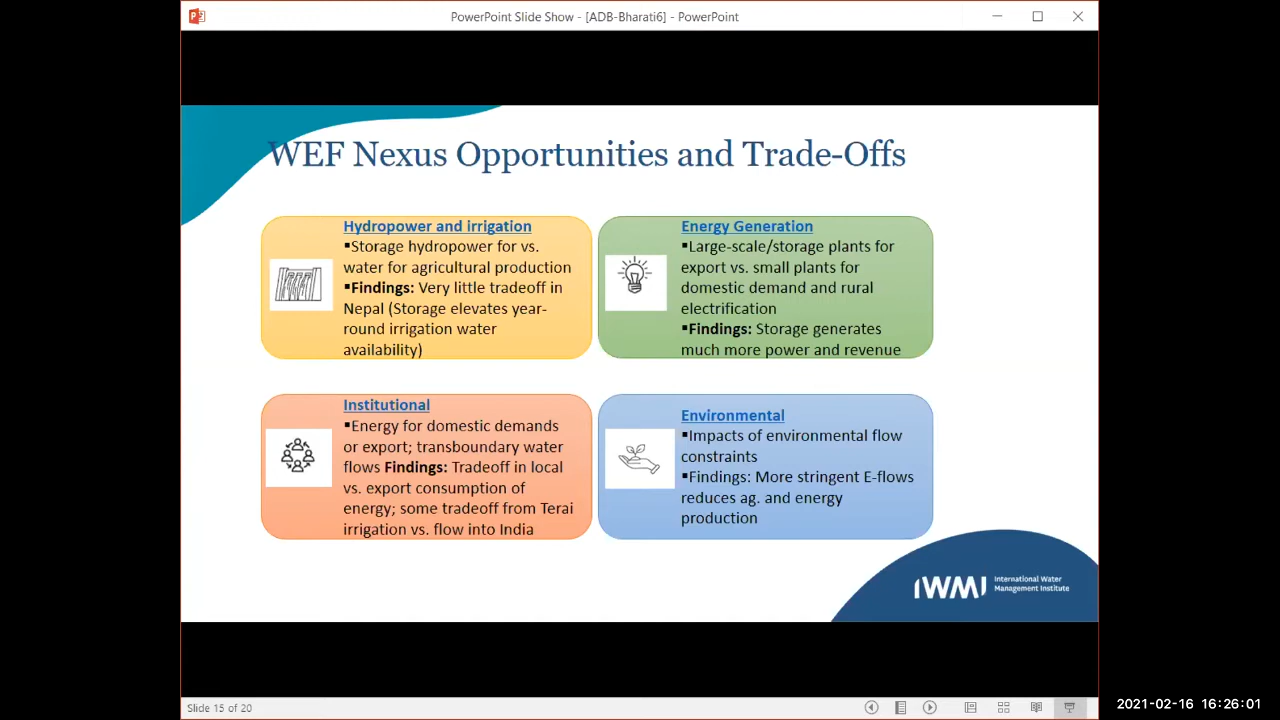 PowerPoint Slide Show - [ADB-Bharati6] - PowerPoint
WEF Nexus Opportunities and Trade-Offs
Hydropower and irrigation
▪Storage hydropower for vs.
water for agricultural production
▪Findings: Very little tradeoff in
Nepal (Storage elevates year-
round irrigation water
availability)
Energy Generation
▪Large-scale/storage plants for
export vs. small plants for
domestic demand and rural
electrification
▪Findings: Storage generates
much more power and revenue
Institutional
▪Energy for domestic demands
or export; transboundary water
flows Findings: Tradeoff in local
vs. export consumption of
energy; some tradeoff from Terai
irrigation vs. flow into India
Environmental
▪Impacts of environmental flow
constraints
▪Findings: More stringent E-flows
reduces ag. and energy
production
IWMI
International Water
Management Institute
Slide 15 of 20
2021-02-16 16:26:01